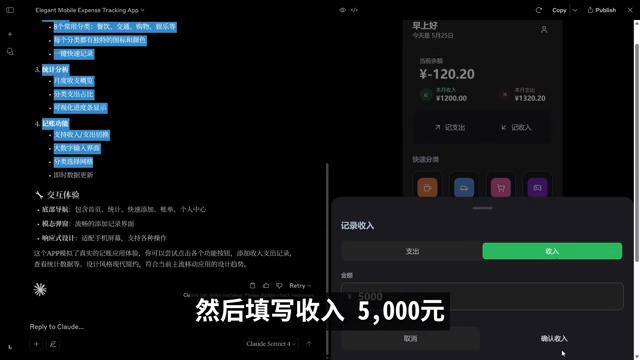 Elegant Mobile Expense Tracking App
Copy
Publish
8个常用分类：餐饮、交通、购物、娱乐等
每个分类都有独特的图标和颜色
一键快速记录
3. 统计分析
月度收支概览
分类支出占比
可视化进度条显示
4. 记账功能
支持收入/支出切换
大数字输入界面
分类选择网格
即时数据更新
交互体验
底部导航：包含首页、统计、快速添加、账单、个人中心
模态弹窗：流畅的添加记录界面
响应式设计：适配手机屏幕，支持各种操作
这个APP模拟了真实的记账应用体验，你可以尝试点击各个功能按钮，添加收入支出记录，
查看统计数据等。设计风格现代简约，符合当前主流移动应用的设计趋势。
Retry
Reply to Claude...
Claude Sonnet 4
早上好
今天是 5月25日
当前余额
¥-120.20
本月收入
¥1200.00
本月支出
¥1320.20
记支出
记收入
快速分类
记录收入
支出
收入
金额
¥ 5000
取消
确认收入
然后填写收入 5,000元